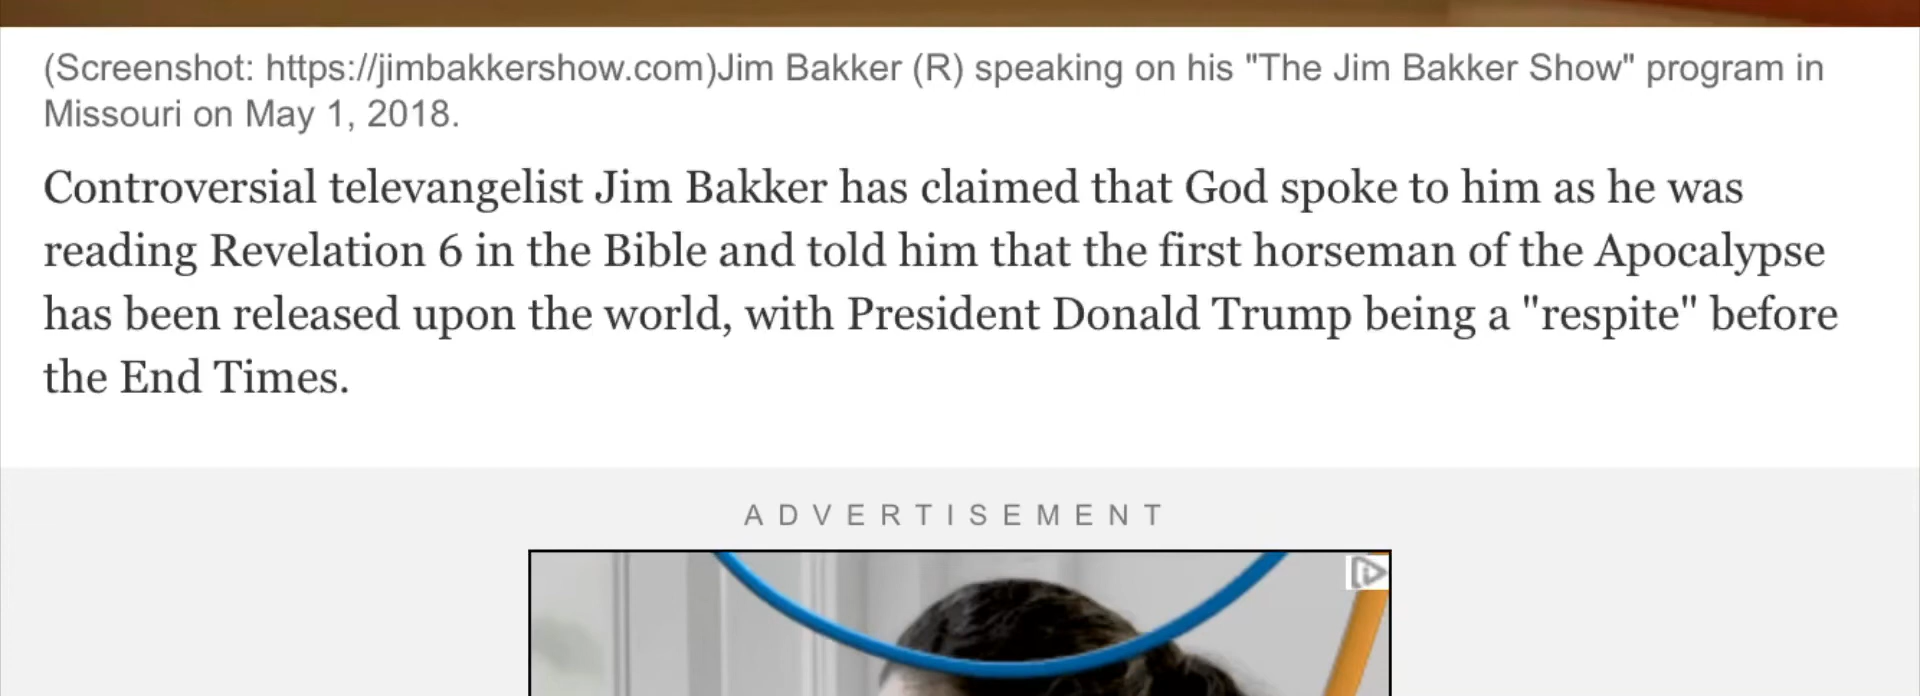 (Screenshot: https://jimbakkershow.com)Jim Bakker (R) speaking on his "The Jim Bakker Show" program in
Missouri on May 1, 2018.
Controversial televangelist Jim Bakker has claimed that God spoke to him as he was
reading Revelation 6 in the Bible and told him that the first horseman of the Apocalypse
has been released upon the world, with President Donald Trump being a "respite" before
the End Times.
ADVERTISEMENT